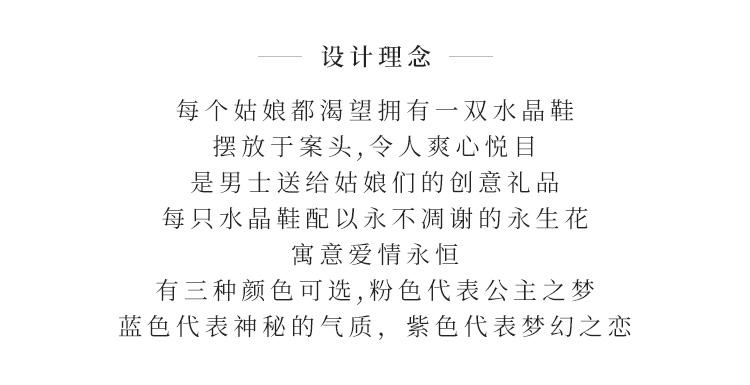 设计理念
每个姑娘都渴望拥有一双水晶鞋
摆放于案头,令人爽心悦目
是男士送给姑娘们的创意礼品
每只水晶鞋配以永不凋谢的永生花
寓意爱情永恒
有三种颜色可选,粉色代表公主之梦
蓝色代表神秘的气质，紫色代表梦幻之恋